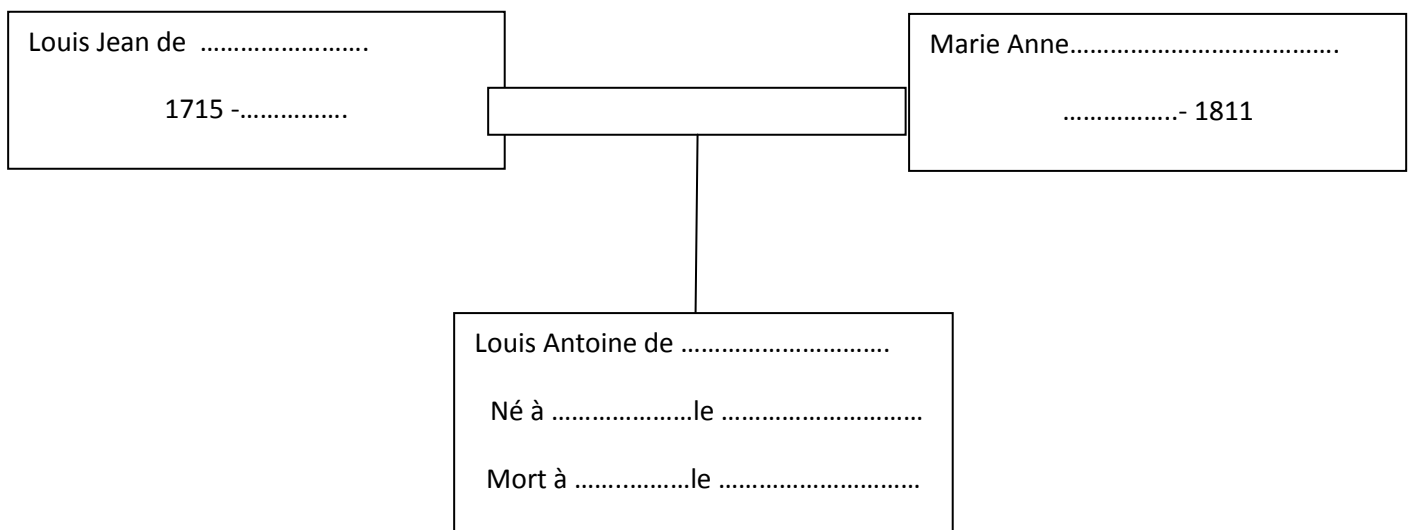 Louis Jean de …………………….
1715 -…………….
Marie Anne………………………………….
……………..- 1811
Louis Antoine de ………………………….
Né à …………………le …………………………
Mort à ……..………le …………………………